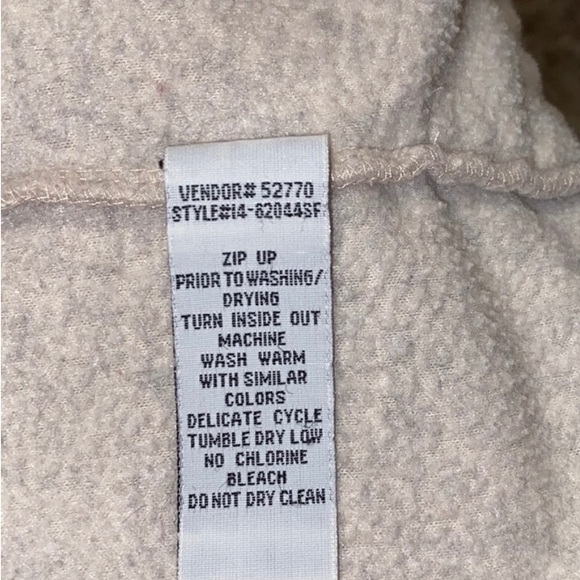 VENDOR# 52770
STYLE#14-82044SF
ZIP UP
PRIOR TO WASHING/
DRYING
TURN INSIDE OUT
MACHINE
WASH WARM
WITH SIMILAR
COLORS
DELICATE CYCLE
TUMBLE DRY LOW
NO CHLORINE
BLEACH
DO NOT DRY CLEAN